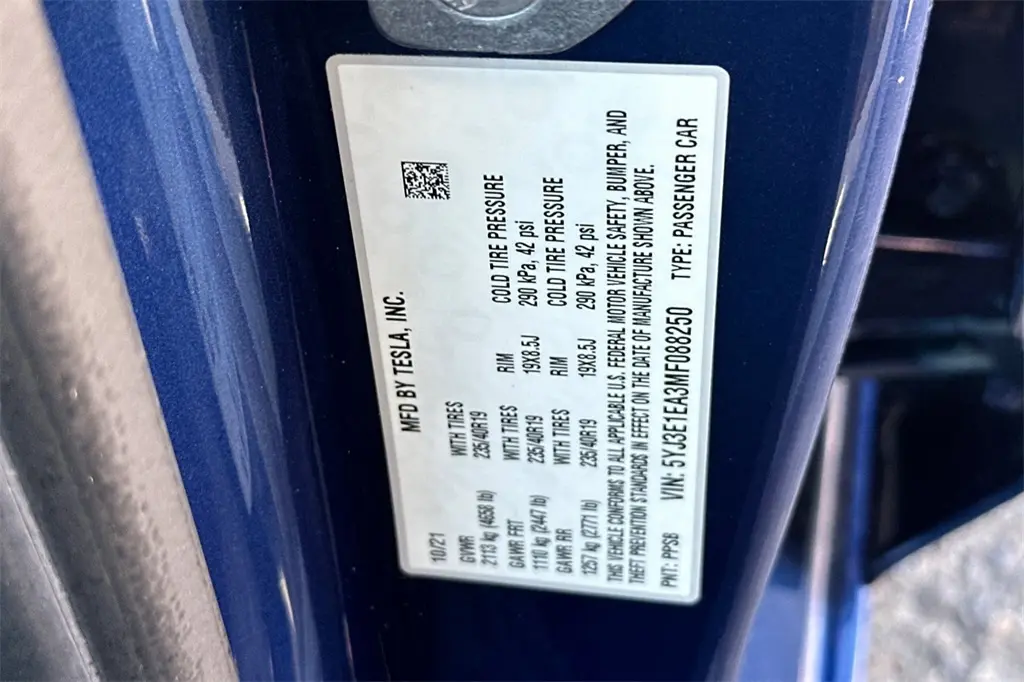 MFD BY TESLA, INC.
10/21
GVWR WITH TIRES
2113 kg (4658 lb) 235/40R19
GAWR FRT WITH TIRES RIM COLD TIRE PRESSURE
1110 kg (2447 lb) 235/40R19 19X8.5J 290 kPa, 42 psi
GAWR RR WITH TIRES RIM COLD TIRE PRESSURE
1257 kg (2771 lb) 235/40R19 19X8.5J 290 kPa, 42 psi
THIS VEHICLE CONFORMS TO ALL APPLICABLE U.S. FEDERAL MOTOR VEHICLE SAFETY, BUMPER, AND
THEFT PREVENTION STANDARDS IN EFFECT ON THE DATE OF MANUFACTURE SHOWN ABOVE.
PNT: PPSB VIN: 5YJ3E1EA3MF088250 TYPE: PASSENGER CAR